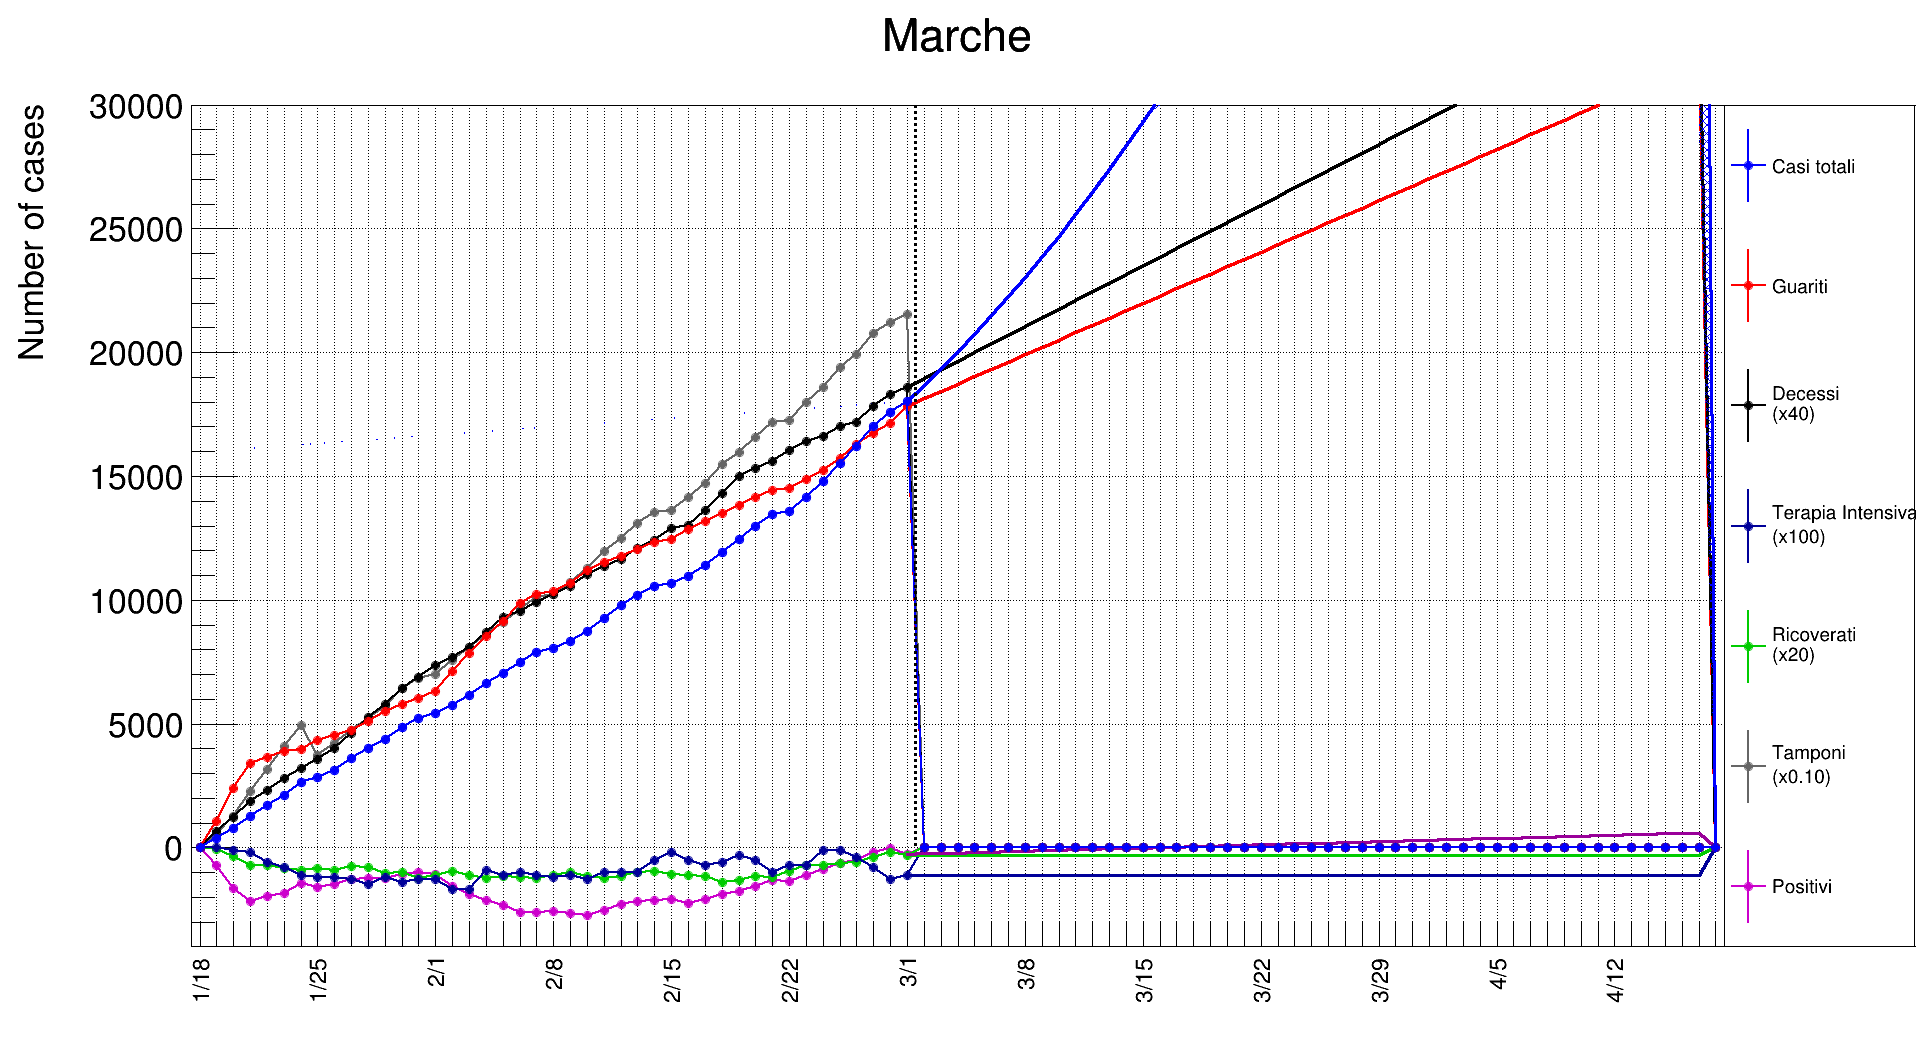 Marche
Number of cases
30000
25000
20000
15000
10000
5000
0
1/18
1/25
2/1
2/8
2/15
2/22
3/1
3/8
3/15
3/22
3/29
4/5
4/12
Casi totali
Guariti
Decessi
(x40)
Terapia Intensiva
(x100)
Ricoverati
(x20)
Tamponi
(x0.10)
Positivi